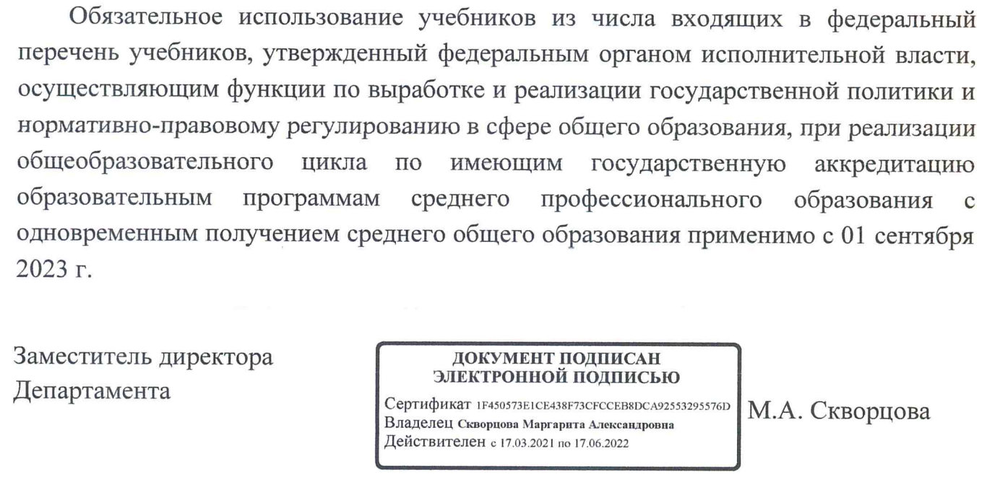 Обязательное использование учебников из числа входящих в федеральный
перечень учебников, утвержденный федеральным органом исполнительной власти,
осуществляющим функции по выработке и реализации государственной политики и
нормативно-правовому регулированию в сфере общего образования, при реализации
общеобразовательного цикла по имеющим государственную аккредитацию
образовательным программам среднего профессионального образования с
одновременным получением среднего общего образования применимо с 01 сентября
2023 г.
Заместитель директора
Департамента
ДОКУМЕНТ ПОДПИСАН
ЭЛЕКТРОННОЙ ПОДПИСЬЮ
Сертификат 1F450573E1CE438F73CFCCEB8DCA92553295576D
Владелец Скворцова Маргарита Александровна
Действителен с 17.03.2021 по 17.06.2022
М.А. Скворцова